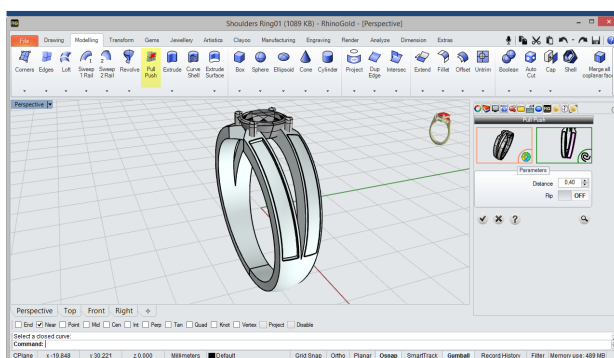 RG
Shoulders Ring01 (1089 KB) - RhinoGold - [Perspective]
File Drawing Modelling Transform Gems Jewellery Artistics Clayoo Manufacturing Engraving Render Analyze Dimension Extras
Corners Edges Loft Sweep 1 Rail Sweep 2 Rail Revolve Pull Push Extrude Curve Shell Extrude Surface Box Sphere Ellipsoid Cone Cylinder Project Dup Edge Intersec Extend Fillet Offset Untrim Boolean Auto Cut Cap Shell Merge all coplanar faces
Perspective
Pull Push
Parameters
Distance 0,40
Flip OFF
Perspective Top Front Right
End Near Point Mid Cen Int Perp Tan Quad Knot Vertex Project Disable
Select a closed curve:
Command:
CPlane x -19.848 y 30.221 z 0.000 Millimeters Default Grid Snap Ortho Planar Osnap SmartTrack Gumball Record History Filter Memory use: 489 MB